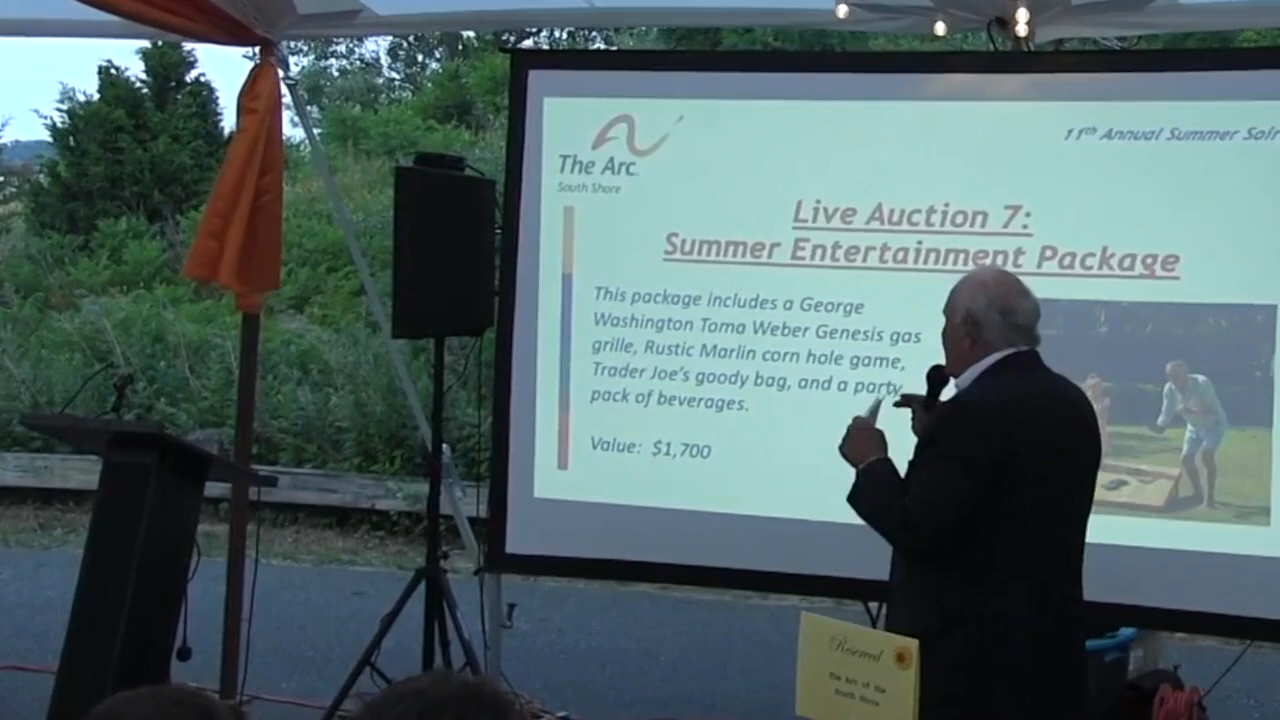 The Arc.
South Shore
11th Annual Summer Soir
Live Auction 7:
Summer Entertainment Package
This package includes a George
Washington Toma Weber Genesis gas
grille, Rustic Marlin corn hole game,
Trader Joe's goody bag, and a party
pack of beverages.
Value: $1,700
Reserved
The Arc of the
South Shore